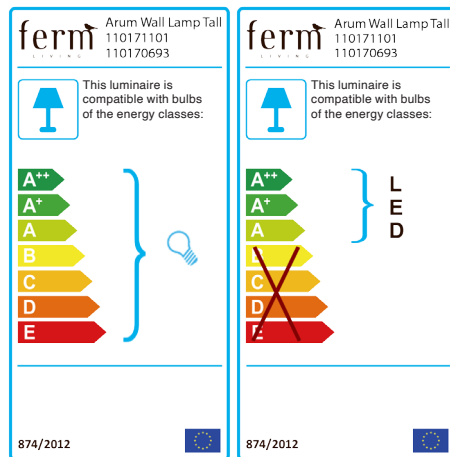 ferm
LIVING
Arum Wall Lamp Tall
110171101
110170693
This luminaire is
compatible with bulbs
of the energy classes:
A++
A+
A
B
C
D
E
874/2012
ferm
LIVING
Arum Wall Lamp Tall
110171101
110170693
This luminaire is
compatible with bulbs
of the energy classes:
A++
A+
A
B
C
D
E
L
E
D
874/2012